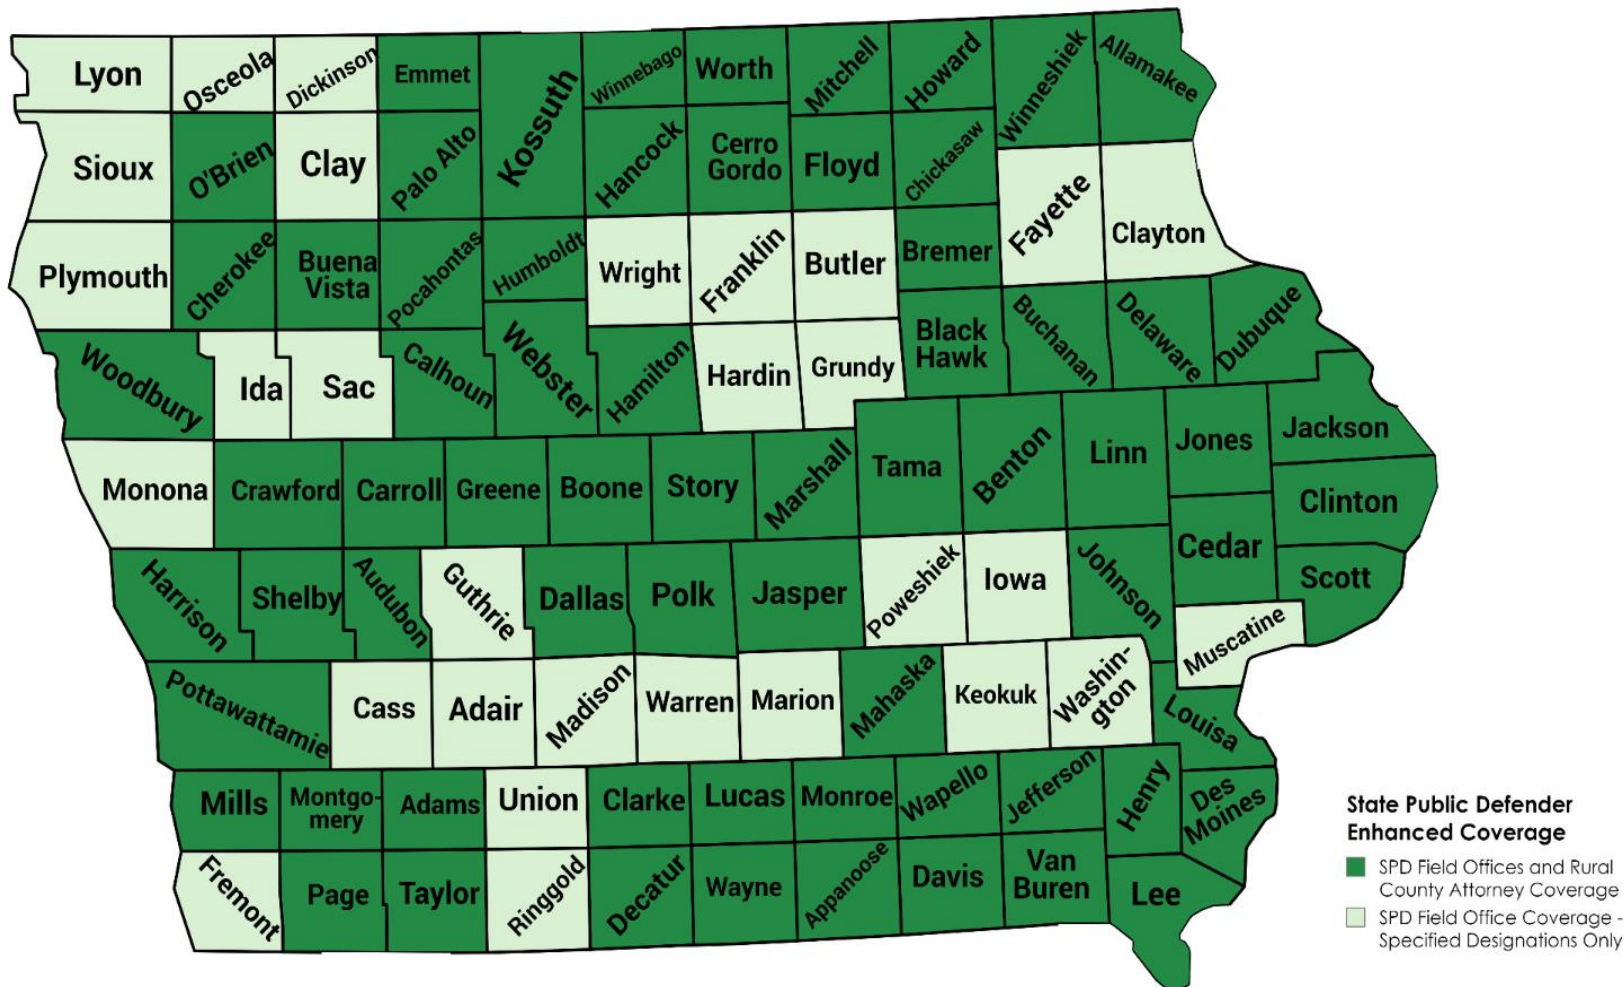 Lyon
Osceola
Dickinson
Emmet
Kossuth
Winnebago
Worth
Mitchell
Howard
Winneshiek
Allamakee
Sioux
O'Brien
Clay
Palo Alto
Hancock
Cerro
Gordo
Floyd
Chickasaw
Fayette
Clayton
Plymouth
Cherokee
Buena
Vista
Pocahontas
Humboldt
Wright
Franklin
Butler
Bremer
Woodbury
Ida
Sac
Calhoun
Webster
Hamilton
Hardin
Grundy
Black
Hawk
Buchanan
Delaware
Dubuque
Monona
Crawford
Carroll
Greene
Boone
Story
Marshall
Tama
Benton
Linn
Jones
Jackson
Clinton
Harrison
Shelby
Audubon
Guthrie
Dallas
Polk
Jasper
Poweshiek
Iowa
Johnson
Cedar
Scott
Muscatine
Pottawattamie
Cass
Adair
Madison
Warren
Marion
Mahaska
Keokuk
Washin-
gton
Louisa
Mills
Montgo-
mery
Adams
Union
Clarke
Lucas
Monroe
Wapello
Jefferson
Henry
Des
Moines
Fremont
Page
Taylor
Ringgold
Decatur
Wayne
Appanoose
Davis
Van
Buren
Lee
State Public Defender
Enhanced Coverage
SPD Field Offices and Rural
County Attorney Coverage
SPD Field Office Coverage -
Specified Designations Only